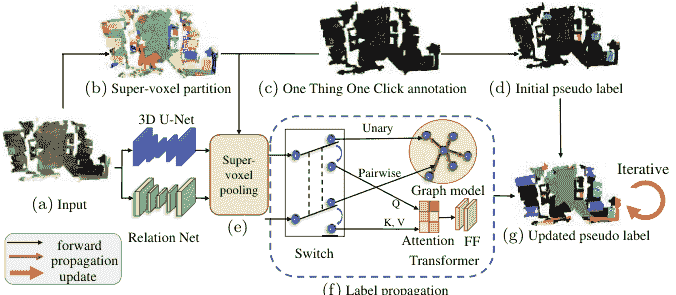 (b) Super-voxel partition
(c) One Thing One Click annotation
(d) Initial pseudo label
3D U-Net
Super-
voxel
pooling
Unary
Pairwise
Graph model
Iterative
(a) Input
Q
K, V
(e)
Relation Net
Attention
FF
(g) Updated pseudo label
Switch
Transformer
forward
propagation
update
(f) Label propagation